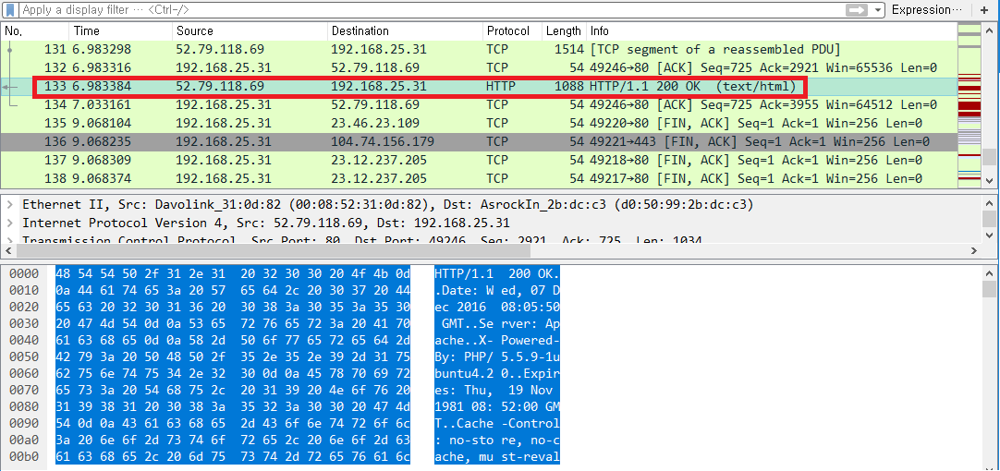 Apply a display filter ... <Ctrl-/> Expression… +
No. Time Source Destination Protocol Length Info
131 6.983298 52.79.118.69 192.168.25.31 TCP 1514 [TCP segment of a reassembled PDU]
132 6.983316 192.168.25.31 52.79.118.69 TCP 54 49246→80 [ACK] Seq=725 Ack=2921 Win=65536 Len=0
133 6.983384 52.79.118.69 192.168.25.31 HTTP 1088 HTTP/1.1 200 OK (text/html)
134 7.033161 192.168.25.31 52.79.118.69 TCP 54 49246→80 [ACK] Seq=725 Ack=3955 Win=64512 Len=0
135 9.068104 192.168.25.31 23.46.23.109 TCP 54 49220→80 [FIN, ACK] Seq=1 Ack=1 Win=256 Len=0
136 9.068235 192.168.25.31 104.74.156.179 TCP 54 49221→443 [FIN, ACK] Seq=1 Ack=1 Win=256 Len=0
137 9.068309 192.168.25.31 23.12.237.205 TCP 54 49218→80 [FIN, ACK] Seq=1 Ack=1 Win=256 Len=0
138 9.068374 192.168.25.31 23.12.237.205 TCP 54 49217→80 [FIN, ACK] Seq=1 Ack=1 Win=256 Len=0
Ethernet II, Src: Davolink_31:0d:82 (00:08:52:31:0d:82), Dst: AsrockIn_2b:dc:c3 (d0:50:99:2b:dc:c3)
Internet Protocol Version 4, Src: 52.79.118.69, Dst: 192.168.25.31
Transmission Control Protocol, Src Port: 80, Dst Port: 49246, Seq: 2921, Ack: 725, Len: 1034
0000 48 54 54 50 2f 31 2e 31 20 32 30 30 20 4f 4b 0d HTTP/1.1 200 OK.
0010 0a 44 61 74 65 3a 20 57 65 64 2c 20 30 37 20 44 .Date: W ed, 07 D
0020 65 63 20 32 30 31 36 20 30 38 3a 30 35 3a 35 30 ec 2016 08:05:50
0030 20 47 4d 54 0d 0a 53 65 72 76 65 72 3a 20 41 70 GMT..Se rver: Ap
0040 61 63 68 65 0d 0a 58 2d 50 6f 77 65 72 65 64 2d ache..X- Powered-
0050 42 79 3a 20 50 48 50 2f 35 2e 35 2e 39 2d 31 75 By: PHP/ 5.5.9-1u
0060 62 75 6e 74 75 34 2e 32 30 0d 0a 45 78 70 69 72 buntu4.2 0..Expir
0070 65 73 3a 20 54 68 75 2c 20 31 39 20 4e 6f 76 20 es: Thu, 19 Nov
0080 31 39 38 31 20 30 38 3a 35 32 3a 30 30 20 47 4d 1981 08: 52:00 GM
0090 54 0d 0a 43 61 63 68 65 2d 43 6f 6e 74 72 6f 6c T..Cache -Control
00a0 3a 20 6e 6f 2d 73 74 6f 72 65 2c 20 6e 6f 2d 63 : no-sto re, no-c
00b0 61 63 68 65 2c 20 6d 75 73 74 2d 72 65 76 61 6c ache, mu st-reval